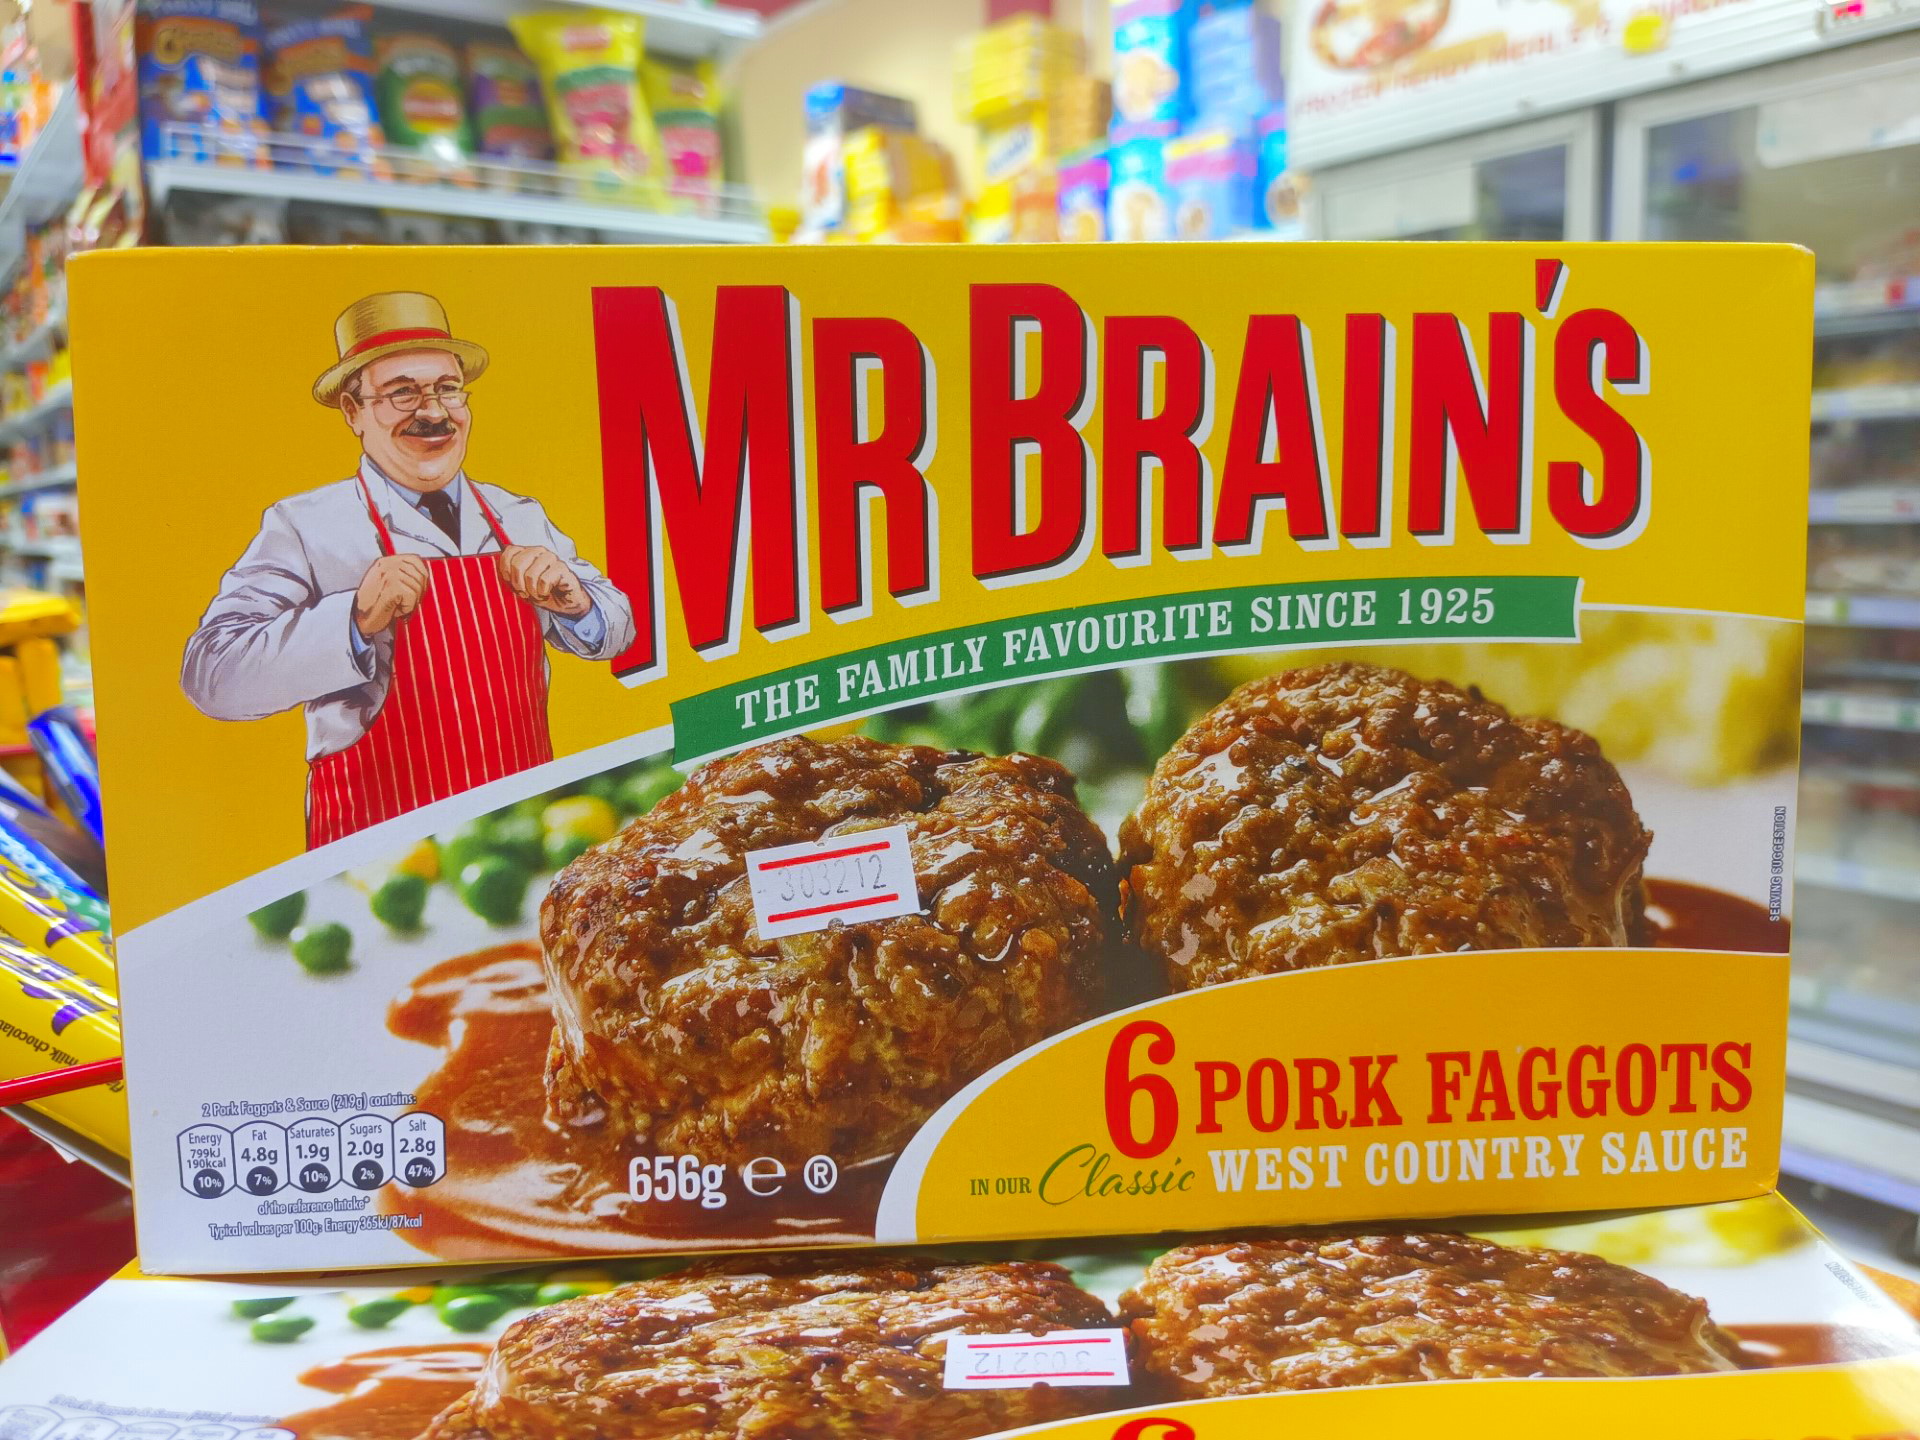 MR BRAIN'S
THE FAMILY FAVOURITE SINCE 1925
303212
SERVING SUGGESTION
6 PORK FAGGOTS
IN OUR Classic WEST COUNTRY SAUCE
656g e ®
2 Pork Faggots & Sauce (219g) contains:
Energy 799kJ 190kcal 10%
Fat 4.8g 7%
Saturates 1.9g 10%
Sugars 2.0g 2%
Salt 2.8g 47%
of the reference intake*
Typical values per 100g: Energy 365kJ/87kcal
milk chocolate
303212
6